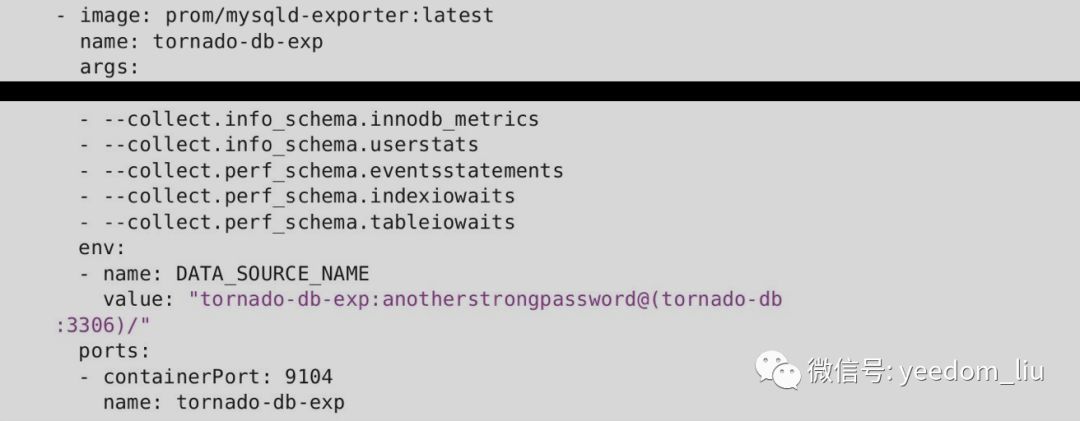 - image: prom/mysqld-exporter:latest
name: tornado-db-exp
args:
- --collect.info_schema.innodb_metrics
- --collect.info_schema.userstats
- --collect.perf_schema.eventsstatements
- --collect.perf_schema.indexiowaits
- --collect.perf_schema.tableiowaits
env:
- name: DATA_SOURCE_NAME
value: "tornado-db-exp:anotherstrongpassword@(tornado-db
:3306)/"
ports:
- containerPort: 9104
name: tornado-db-exp
微信号: yeedom_liu